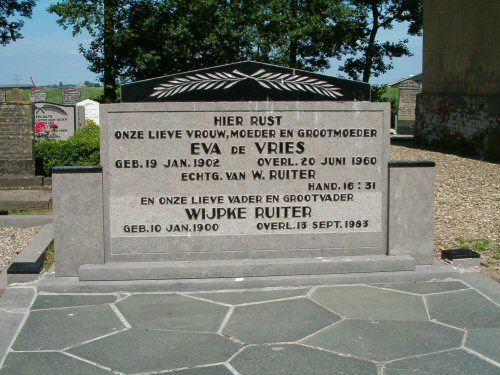 HIER RUST
ONZE LIEVE VROUW, MOEDER EN GROOTMOEDER
EVA DE VRIES
GEB. 19 JAN. 1902 OVERL. 20 JUNI 1960
ECHTG. VAN W. RUITER
HAND. 16:31
EN ONZE LIEVE VADER EN GROOTVADER
WIJPKE RUITER
GEB. 10 JAN. 1900 OVERL. 13 SEPT. 1983